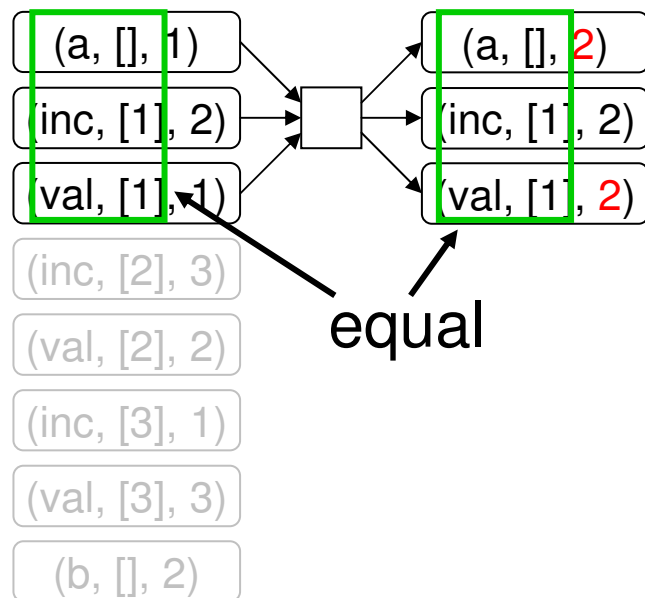 (a, [], 1)
(a, [], 2)
(inc, [1], 2)
(inc, [1], 2)
(val, [1], 1)
(val, [1], 2)
(inc, [2], 3)
equal
(val, [2], 2)
(inc, [3], 1)
(val, [3], 3)
(b, [], 2)